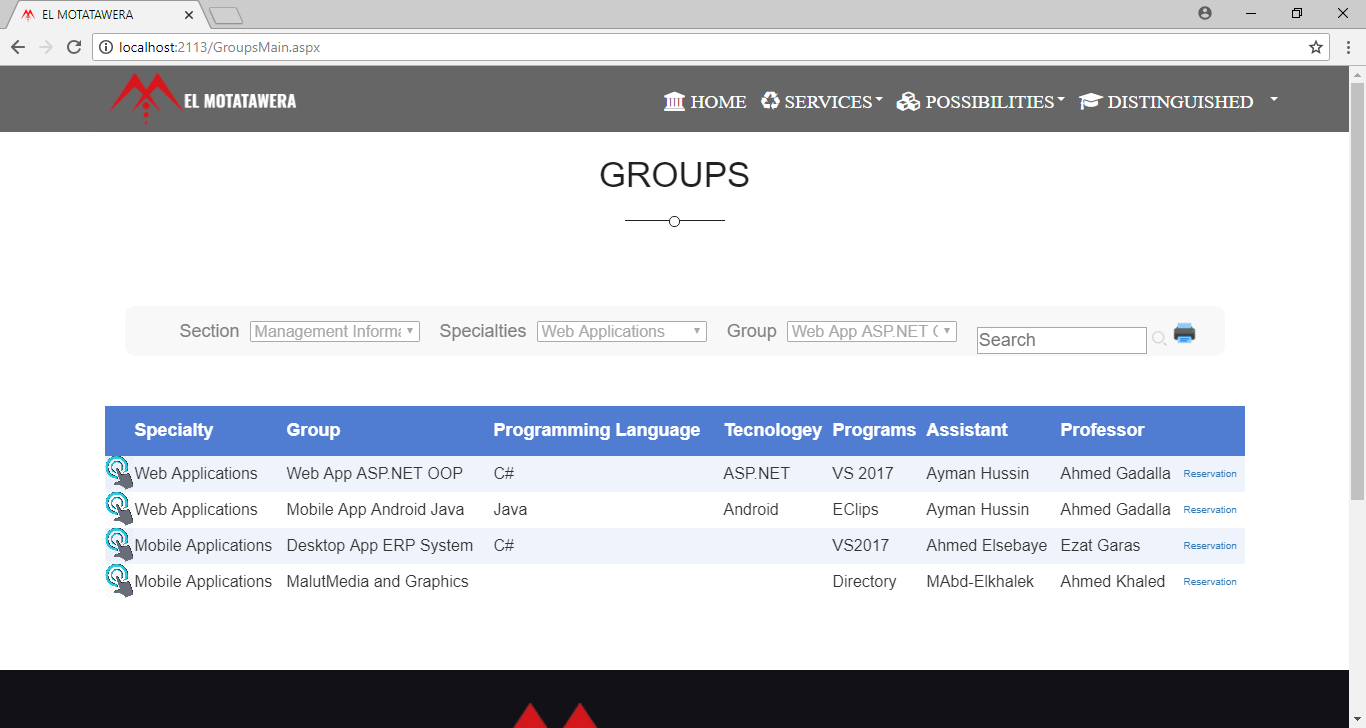 EL MOTATAWERA
localhost:2113/GroupsMain.aspx
EL MOTATAWERA HOME SERVICES POSSIBILITIES DISTINGUISHED
GROUPS
Section Management Informa Specialties Web Applications Group Web App ASP.NET Search
Specialty Group Programming Language Tecnologey Programs Assistant Professor
Web Applications Web App ASP.NET OOP C# ASP.NET VS 2017 Ayman Hussin Ahmed Gadalla Reservation
Web Applications Mobile App Android Java Java Android EClips Ayman Hussin Ahmed Gadalla Reservation
Mobile Applications Desktop App ERP System C# VS2017 Ahmed Elsebaye Ezat Garas Reservation
Mobile Applications MalutMedia and Graphics Directory MAbd-Elkhalek Ahmed Khaled Reservation